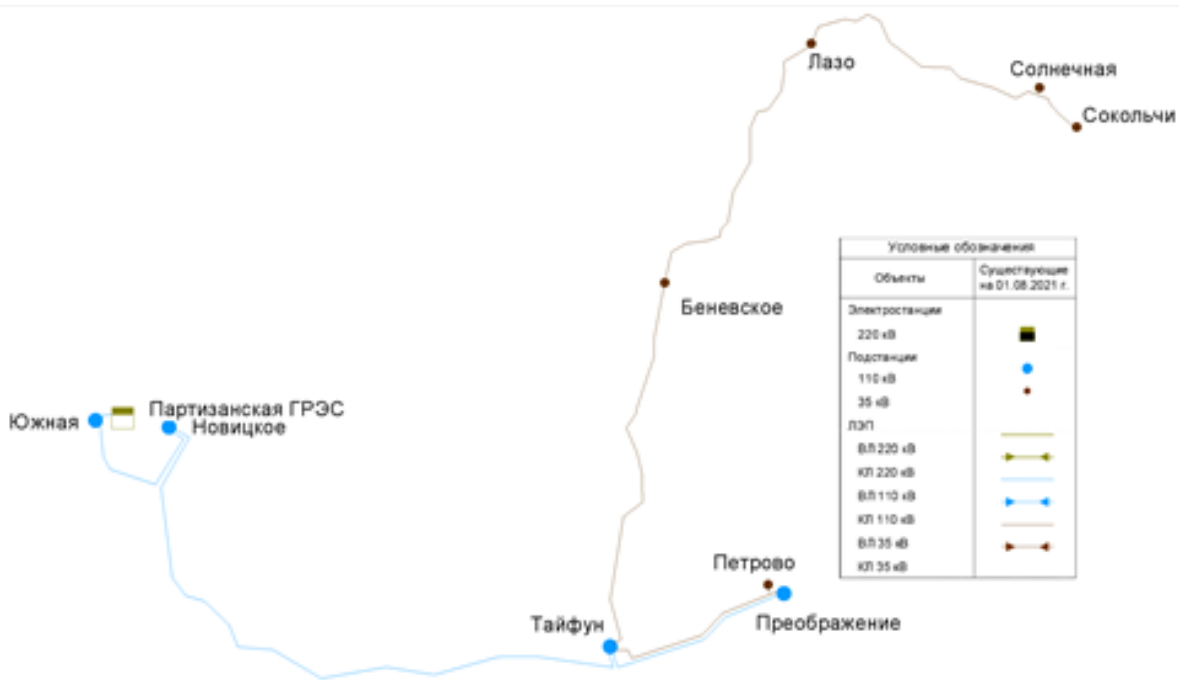 Лазо
Солнечная
Сокольчи
Условные обозначения
Объекты
Существующие
на 01.08.2021 г.
Электростанции
220 кВ
Подстанции
110 кВ
35 кВ
ЛЭП
ВЛ 220 кВ
КЛ 220 кВ
ВЛ 110 кВ
КЛ 110 кВ
ВЛ 35 кВ
КЛ 35 кВ
Беневское
Южная
Партизанская ГРЭС
Новицкое
Петрово
Тайфун
Преображение